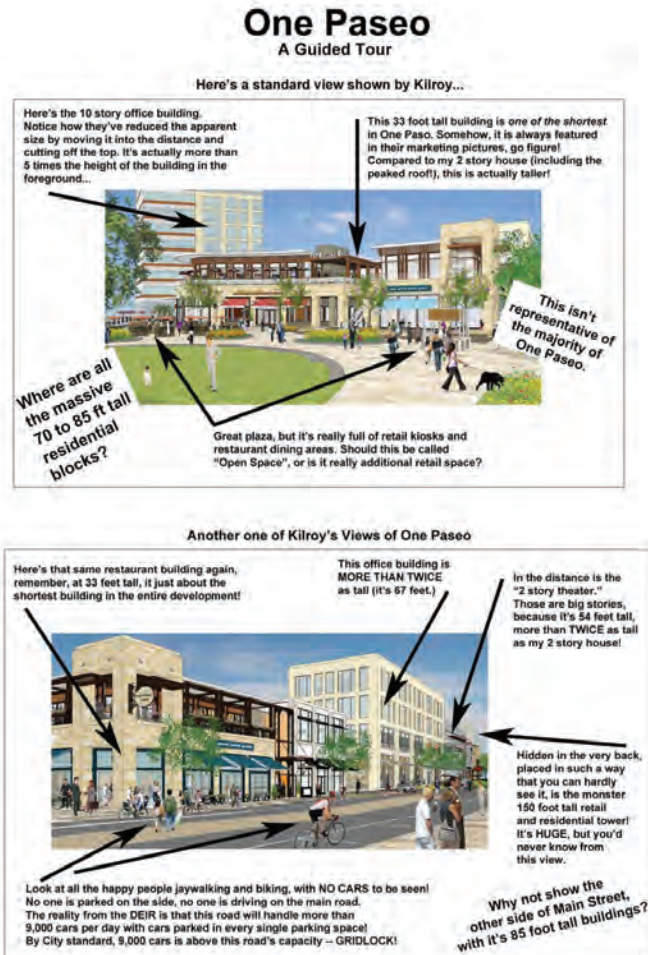 One Paseo
A Guided Tour
Here's a standard view shown by Kilroy...
Here's the 10 story office building.
Notice how they've reduced the apparent
size by moving it into the distance and
cutting off the top. It's actually more than
5 times the height of the building in the
foreground...
This 33 foot tall building is one of the shortest
in One Paso. Somehow, it is always featured
in their marketing pictures, go figure!
Compared to my 2 story house (including the
peaked roof!), this is actually taller!
This isn't
representative of
the majority of
One Paseo.
Where are all
the massive
70 to 85 ft tall
residential
blocks?
Great plaza, but it's really full of retail kiosks and
restaurant dining areas. Should this be called
"Open Space", or is it really additional retail space?
Another one of Kilroy's Views of One Paseo
Here's that same restaurant building again,
remember, at 33 feet tall, it just about the
shortest building in the entire development!
This office building is
MORE THAN TWICE
as tall (it's 67 feet.)
In the distance is the
"2 story theater."
Those are big stories,
because it's 54 feet tall,
more than TWICE as tall
as my 2 story house!
Hidden in the very back,
placed in such a way
that you can hardly
see it, is the monster
150 foot tall retail
and residential tower!
It's HUGE, but you'd
never know from
this view.
Look at all the happy people jaywalking and biking, with NO CARS to be seen!
No one is parked on the side, no one is driving on the main road.
The reality from the DEIR is that this road will handle more than
9,000 cars per day with cars parked in every single parking space!
By City standard, 9,000 cars is above this road's capacity -- GRIDLOCK!
Why not show the
other side of Main Street,
with it's 85 foot tall buildings?